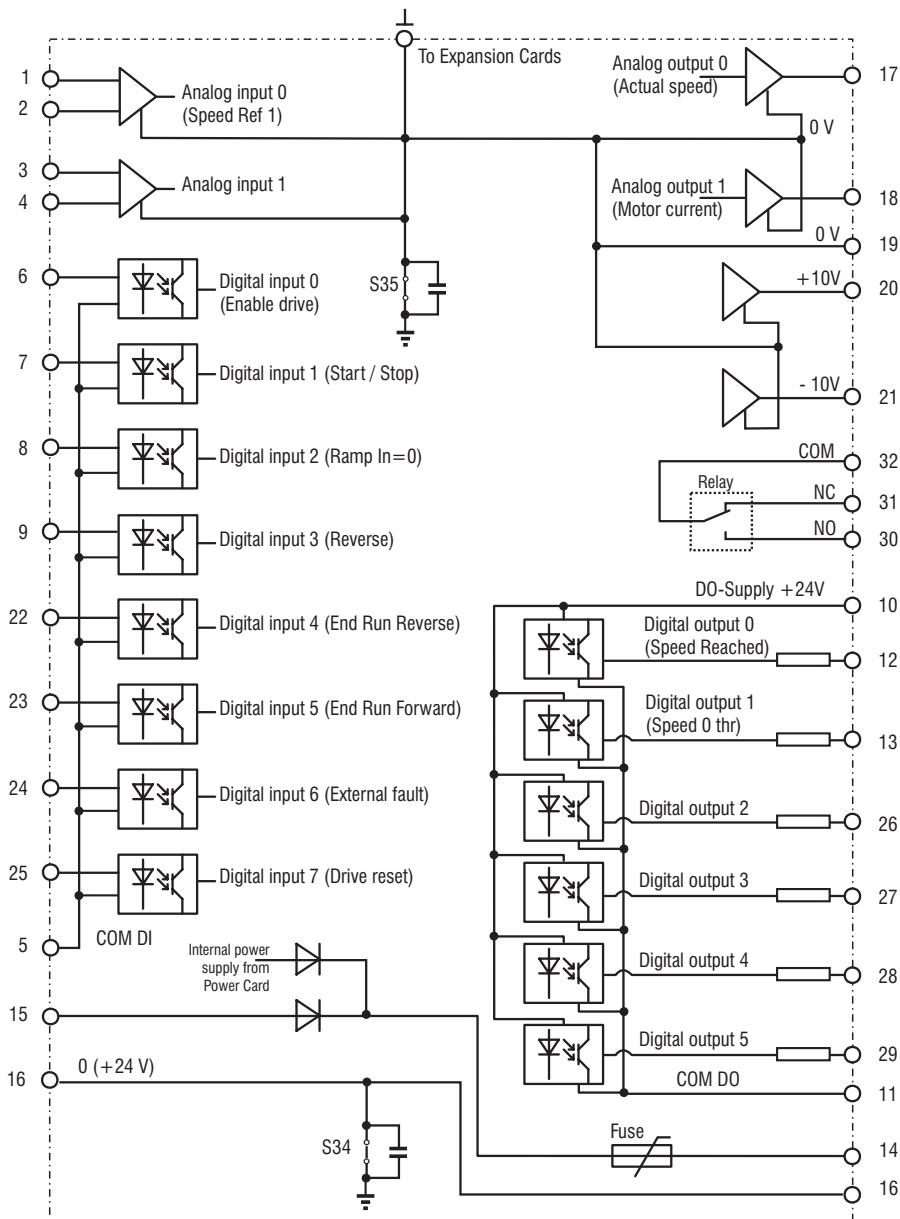 To Expansion Cards
1
2
Analog input 0
(Speed Ref 1)
3
4
Analog input 1
6
Digital input 0
(Enable drive)
S35
7
Digital input 1 (Start / Stop)
8
Digital input 2 (Ramp In=0)
9
Digital input 3 (Reverse)
22
Digital input 4 (End Run Reverse)
23
Digital input 5 (End Run Forward)
24
Digital input 6 (External fault)
25
Digital input 7 (Drive reset)
5
COM DI
Internal power
supply from
Power Card
15
16
0 (+24 V)
S34
Analog output 0
(Actual speed)
17
0 V
Analog output 1
(Motor current)
18
0 V
19
+10V
20
- 10V
21
COM
32
Relay
NC
31
NO
30
DO-Supply +24V
10
Digital output 0
(Speed Reached)
12
Digital output 1
(Speed 0 thr)
13
Digital output 2
26
Digital output 3
27
Digital output 4
28
Digital output 5
29
COM DO
11
Fuse
14
16